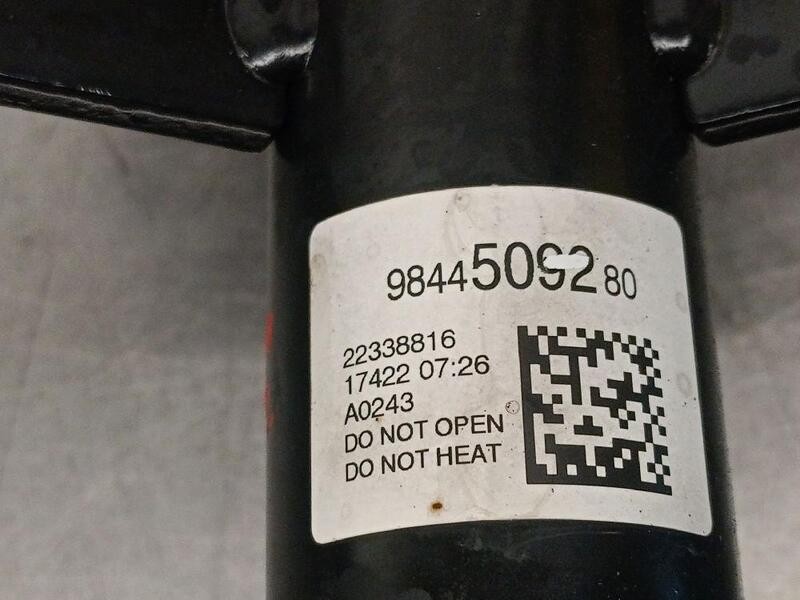 9844509280
22338816
17422 07:26
A0243
DO NOT OPEN
DO NOT HEAT